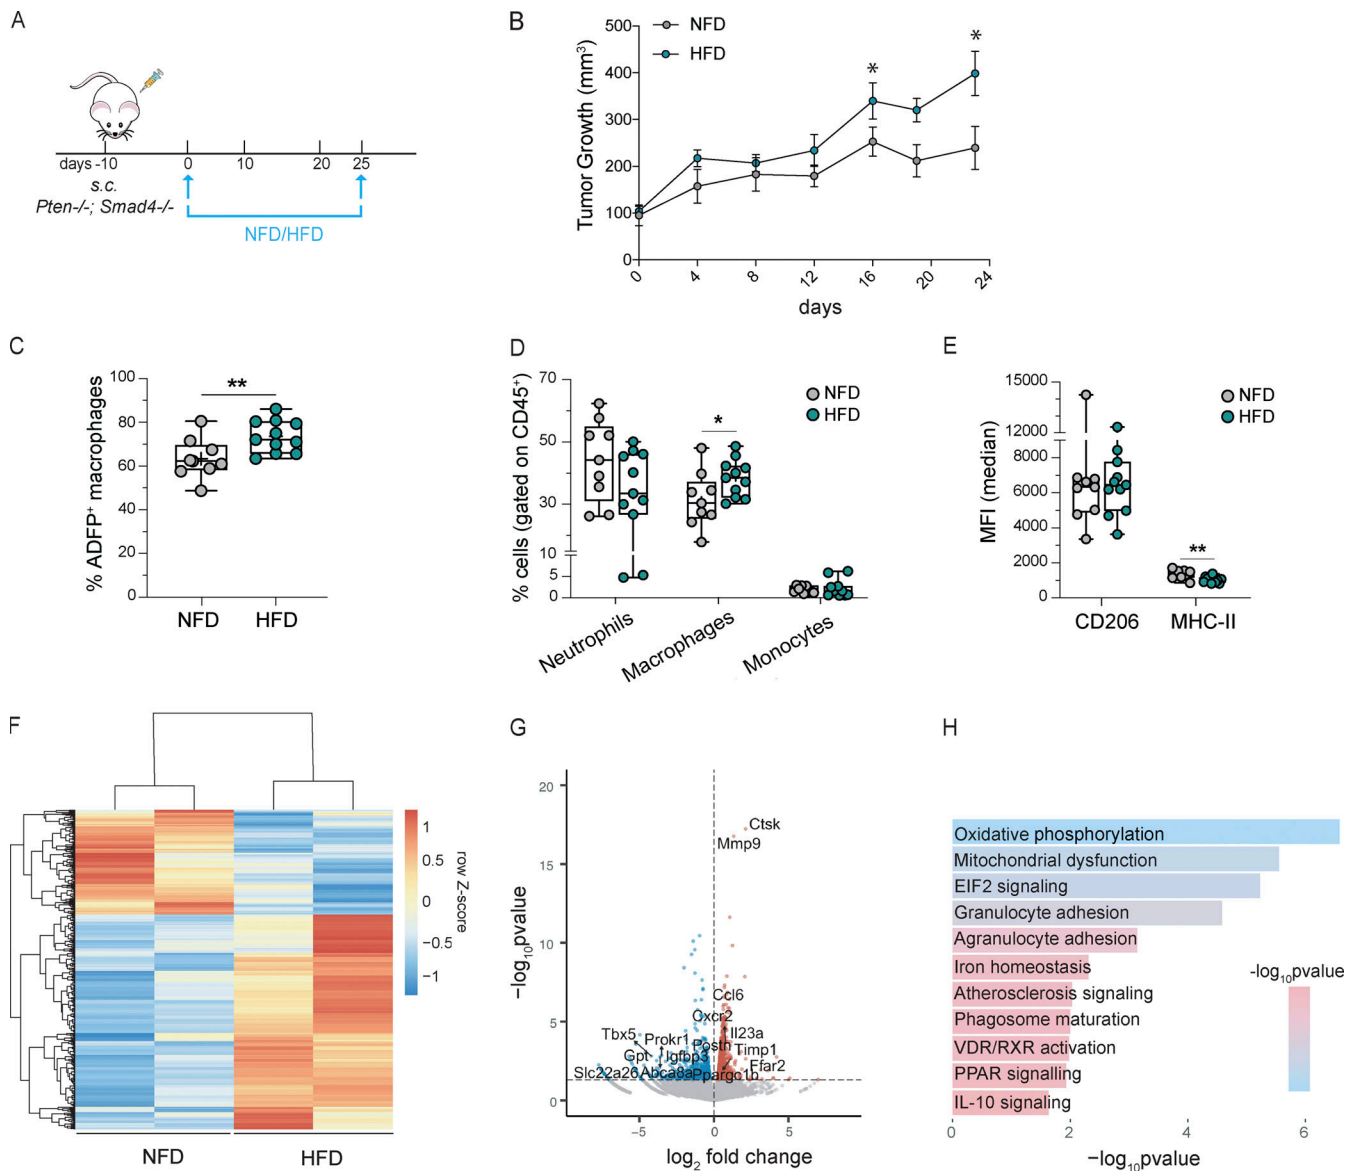 A
days -10
0
10
20
25
s.c.
Pten-/-; Smad4-/-
NFD/HFD
B
NFD
HFD
Tumor Growth (mm³)
500
400
300
200
100
0
0
4
8
12
16
20
24
*
*
days
C
% ADFP⁺ macrophages
100
80
60
40
20
0
**
NFD
HFD
D
% cells (gated on CD45⁺)
70
50
30
10
5
0
*
NFD
HFD
Neutrophils
Macrophages
Monocytes
E
MFI (median)
15000
12000
8000
6000
4000
2000
0
**
NFD
HFD
CD206
MHC-II
F
1
0.5
0
−0.5
−1
row Z-score
NFD
HFD
G
−log₁₀pvalue
20
15
10
5
0
Ctsk
Mmp9
Ccl6
Cxcr2
Il23a
Tbx5
Prokr1
Postn
Timp1
Gpt
Igfbp3
Ffar2
Slc22a26
Abca8a
Ppargc1b
−5
0
5
log₂ fold change
H
Oxidative phosphorylation
Mitochondrial dysfunction
EIF2 signaling
Granulocyte adhesion
Agranulocyte adhesion
Iron homeostasis
Atherosclerosis signaling
Phagosome maturation
VDR/RXR activation
PPAR signalling
IL-10 signaling
-log₁₀pvalue
0
2
4
6
−log₁₀pvalue